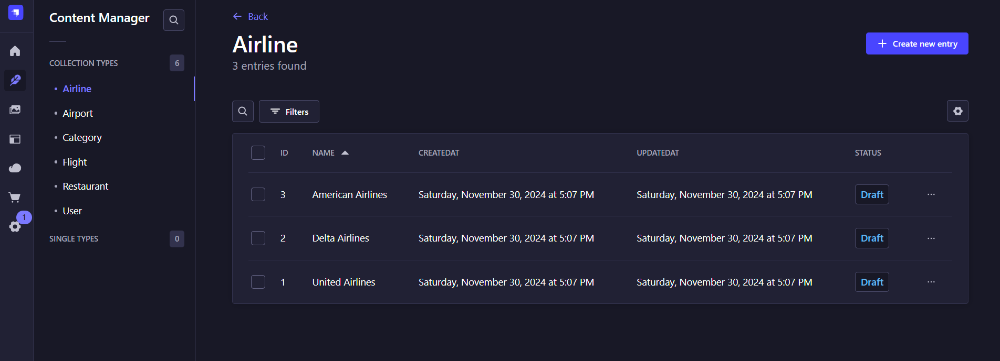 Content Manager
COLLECTION TYPES 6
Airline
Airport
Category
Flight
Restaurant
User
1
SINGLE TYPES 0
Back
Airline
3 entries found
Create new entry
Filters
ID NAME CREATEDAT UPDATEDAT STATUS
3 American Airlines Saturday, November 30, 2024 at 5:07 PM Saturday, November 30, 2024 at 5:07 PM Draft ...
2 Delta Airlines Saturday, November 30, 2024 at 5:07 PM Saturday, November 30, 2024 at 5:07 PM Draft ...
1 United Airlines Saturday, November 30, 2024 at 5:07 PM Saturday, November 30, 2024 at 5:07 PM Draft ...